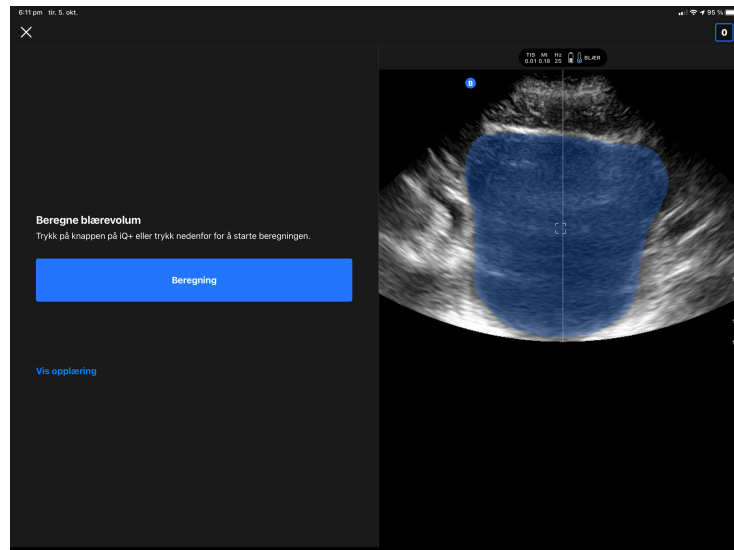 6:11 pm tir. 5. okt.
95 %
0
TIS MI Hz
0.01 0.18 25
BLÆR
B
Beregne blærevolum
Trykk på knappen på iQ+ eller trykk nedenfor for å starte beregningen.
Beregning
Vis opplæring